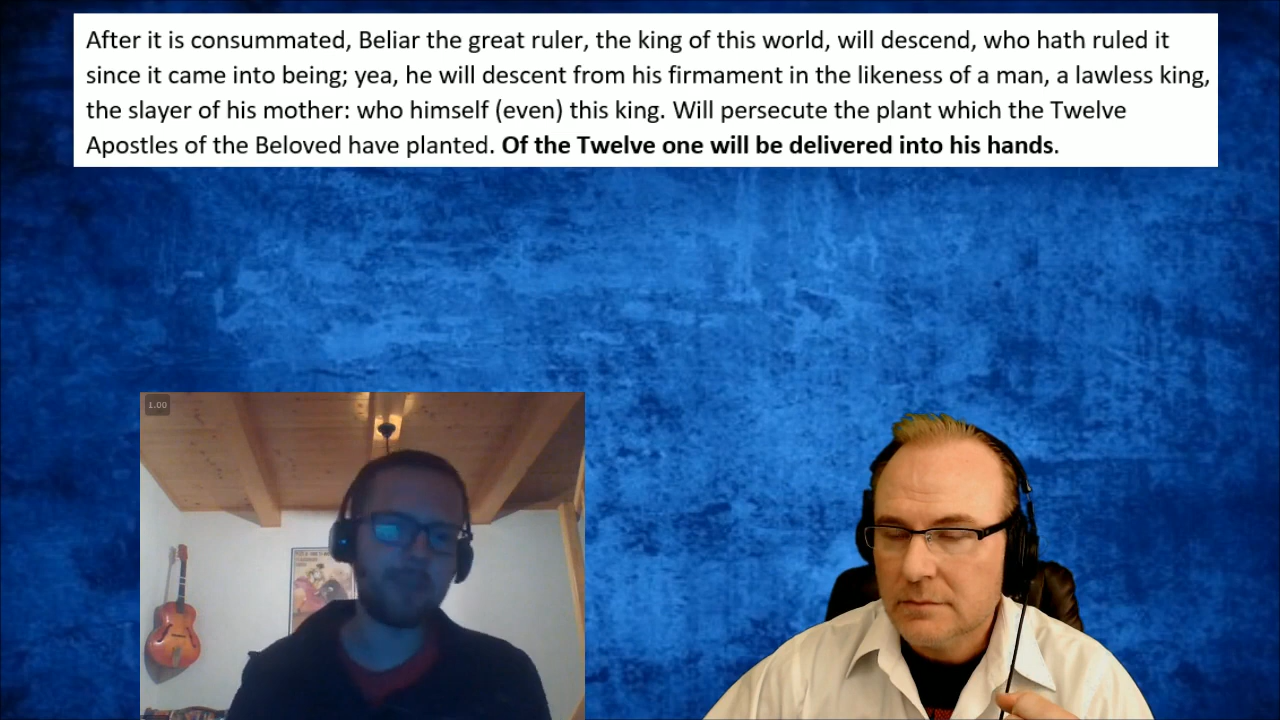 After it is consummated, Beliar the great ruler, the king of this world, will descend, who hath ruled it
since it came into being; yea, he will descent from his firmament in the likeness of a man, a lawless king,
the slayer of his mother: who himself (even) this king. Will persecute the plant which the Twelve
Apostles of the Beloved have planted. Of the Twelve one will be delivered into his hands.
1.00